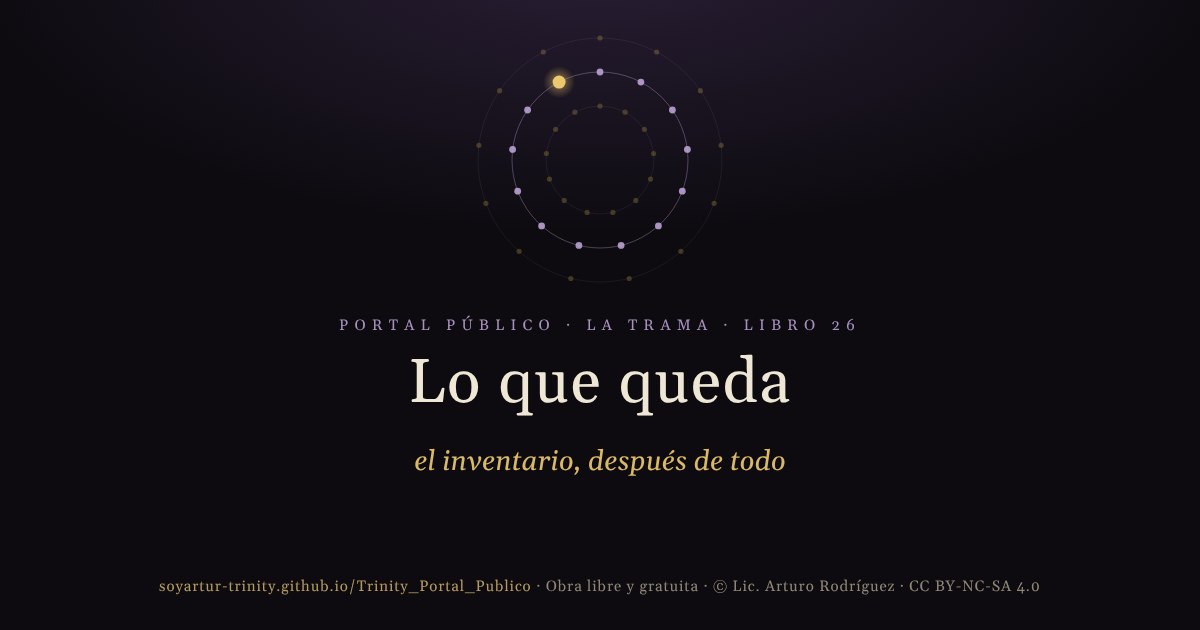 PORTAL PÚBLICO · LA TRAMA · LIBRO 26
Lo que queda
el inventario, después de todo
soyartur-trinity.github.io/Trinity_Portal_Publico · Obra libre y gratuita · © Lic. Arturo Rodríguez · CC BY-NC-SA 4.0